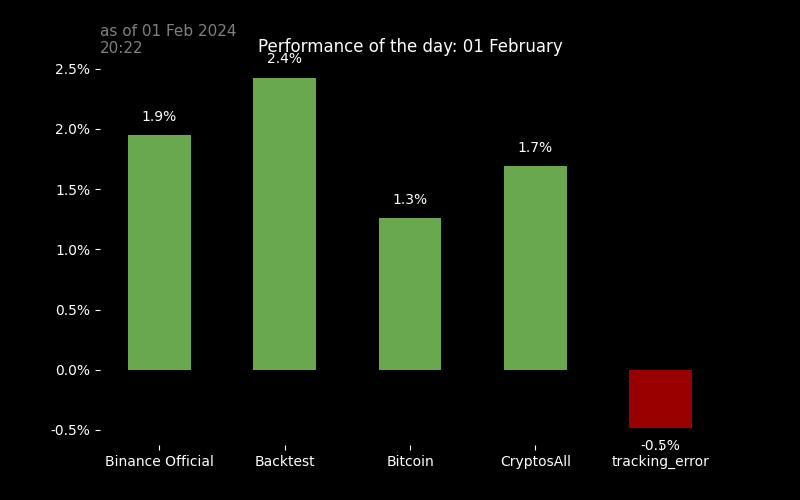 as of 01 Feb 2024
20:22
Performance of the day: 01 February
2.5%
2.0%
1.5%
1.0%
0.5%
0.0%
-0.5%
1.9%
2.4%
1.3%
1.7%
-0.5%
Binance Official
Backtest
Bitcoin
CryptosAll
tracking_error